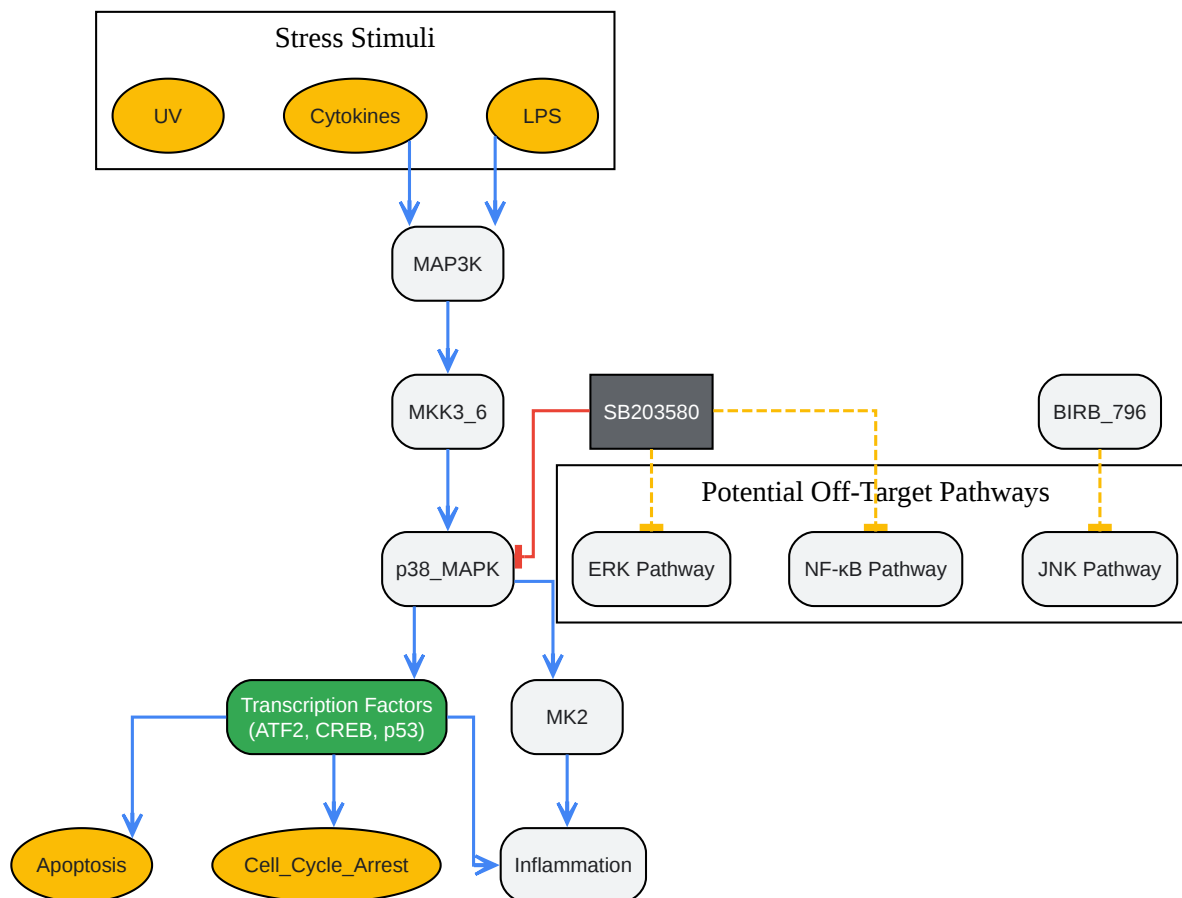 Stress Stimuli
UV
Cytokines
LPS
MAP3K
MKK3_6
SB203580
BIRB_796
Potential Off-Target Pathways
p38_MAPK
ERK Pathway
NF-κB Pathway
JNK Pathway
Transcription Factors
(ATF2, CREB, p53)
MK2
Apoptosis
Cell_Cycle_Arrest
Inflammation